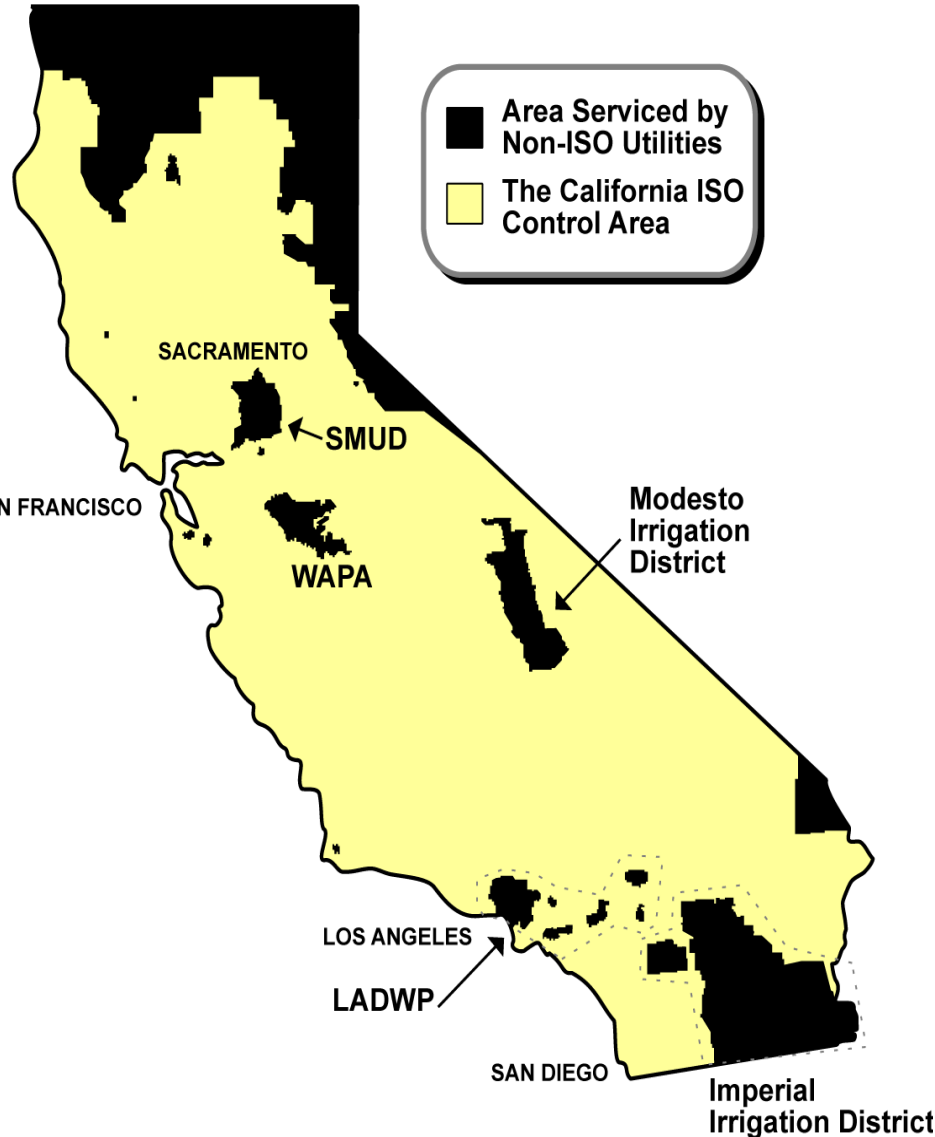 Area Serviced by
Non-ISO Utilities
The California ISO
Control Area
SACRAMENTO
SMUD
N FRANCISCO
WAPA
Modesto
Irrigation
District
LOS ANGELES
LADWP
SAN DIEGO
Imperial
Irrigation District